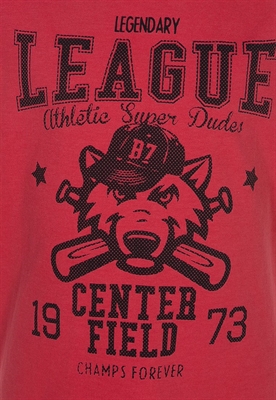 LEGENDARY
LEAGUE
Athletic Super Dudes
B7
CENTER
19 FIELD 73
CHAMPS FOREVER